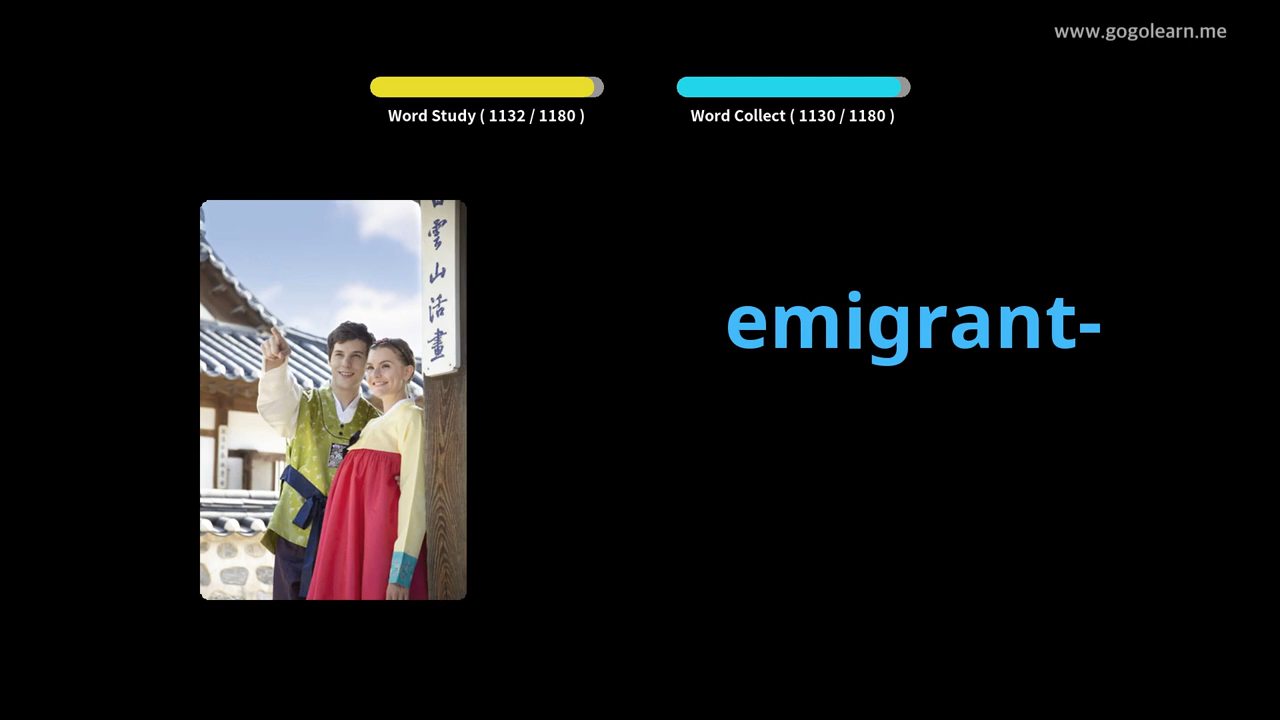 www.gogolearn.me
Word Study ( 1132 / 1180 )
Word Collect ( 1130 / 1180 )
雲
山
活
畫
emigrant-